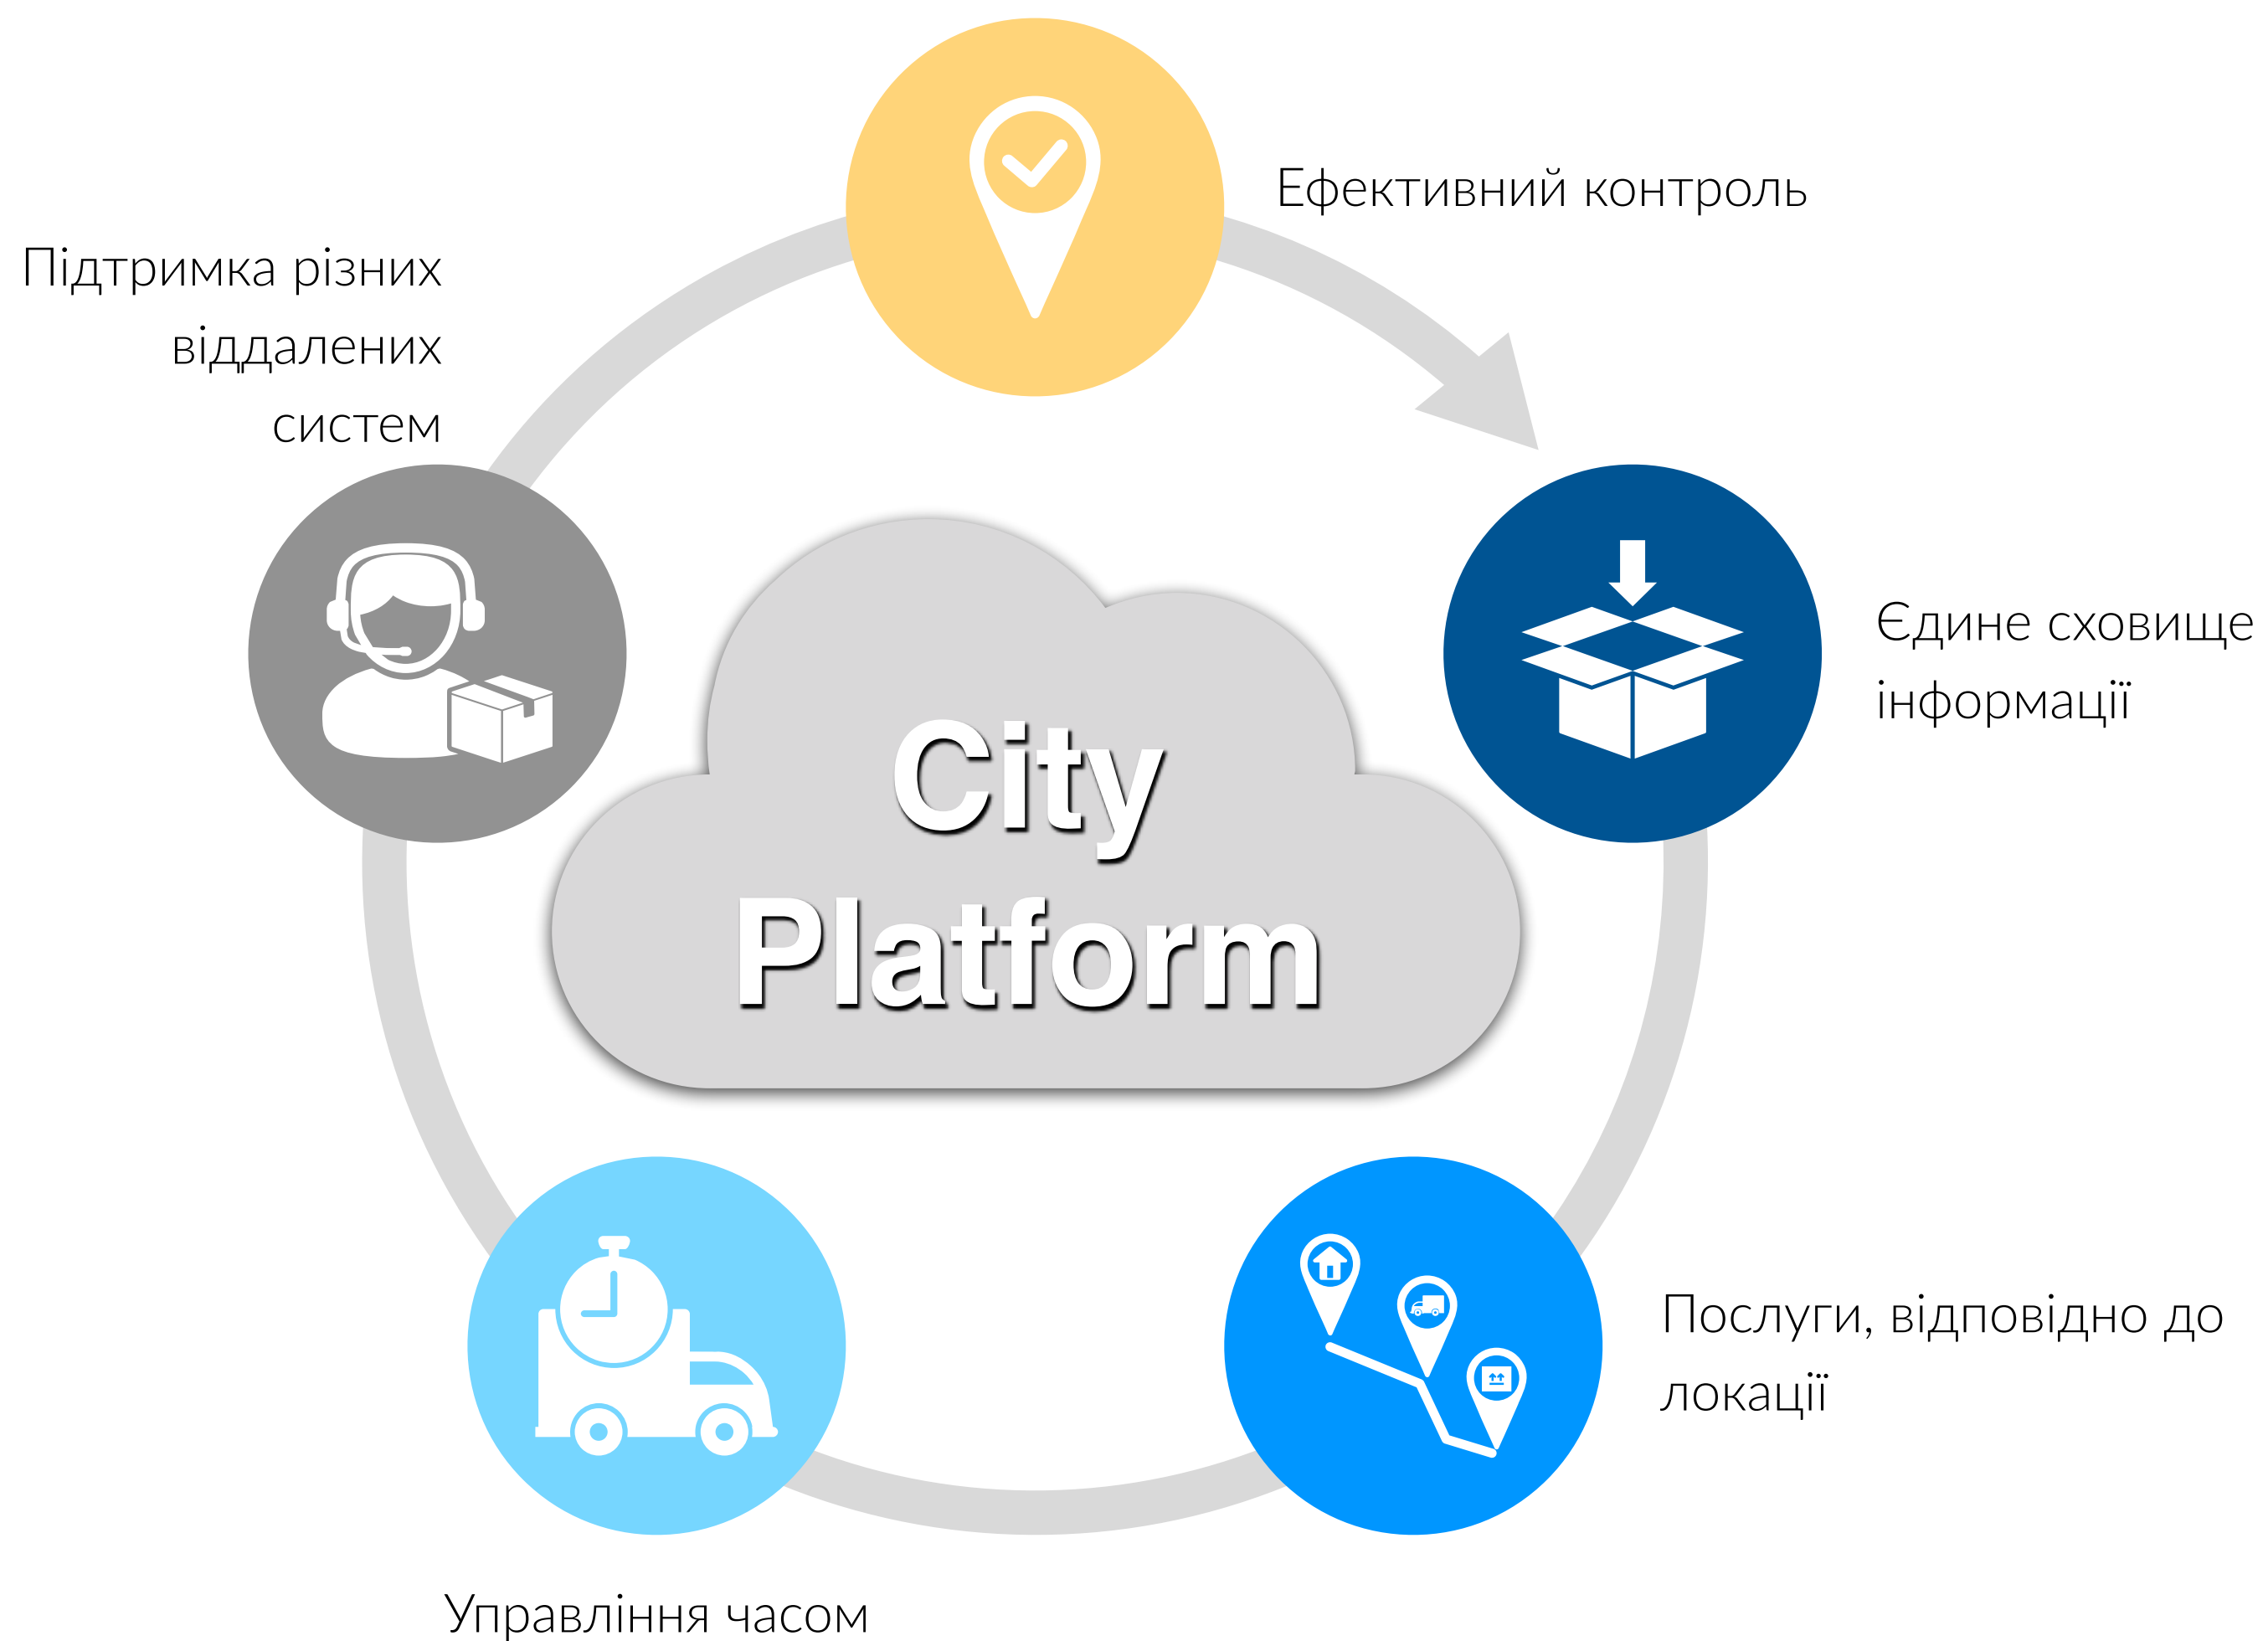 Ефективний контроль
Підтримка різних
віддалених
систем
Єдине сховище
інформації
City
Platform
Послуги, відповідно до
локації
Управління часом